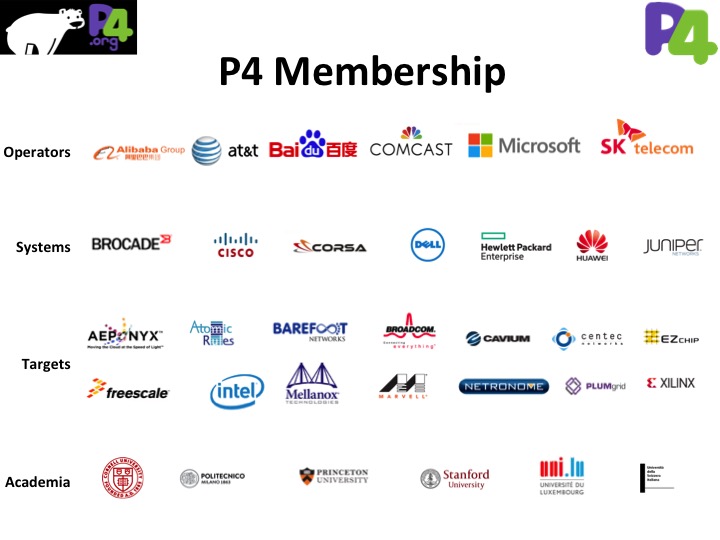 P4
.org
P4
P4 Membership
Operators
Alibaba Group
阿里巴巴集团
at&t
Bai du 百度
COMCAST
Microsoft
SK telecom
Systems
BROCADE
CISCO
CORSA
DELL
Hewlett Packard
Enterprise
HUAWEI
JUNIPER
NETWORKS
Targets
AEPONYX™
Moving the Cloud at the Speed of Light™
Atomic
Rules
BAREFOOT
NETWORKS
BROADCOM
Connecting
everything®
CAVIUM
centec
networks
EZCHIP
freescale
intel
Mellanox
TECHNOLOGIES
MARVELL
NETRONOME
PLUMgrid
XILINX
Academia
CORNELL UNIVERSITY
FOUNDED A.D. 1865
POLITECNICO
MILANO 1863
PRINCETON
UNIVERSITY
Stanford
University
uni.lu
UNIVERSITÉ DU
LUXEMBOURG
Università
della
Svizzera
italiana